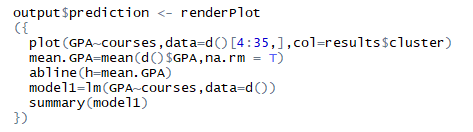 output$prediction <- renderPlot
({
  plot(GPA~courses,data=d()[4:35,],col=results$cluster)
  mean.GPA=mean(d()$GPA,na.rm = T)
  abline(h=mean.GPA)
  model1=lm(GPA~courses,data=d())
  summary(model1)
})